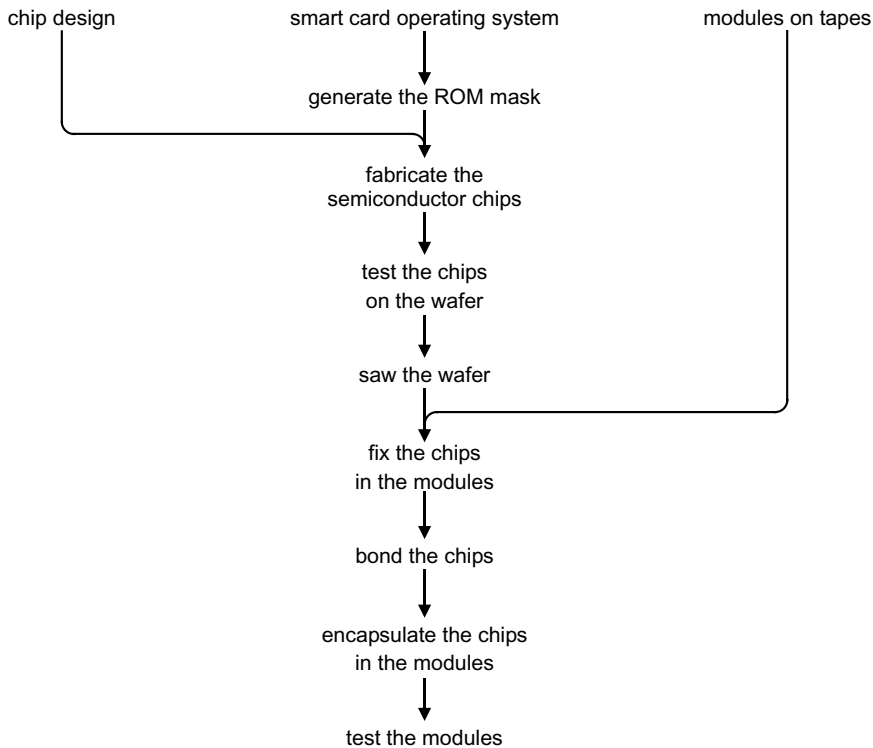 chip design
smart card operating system
modules on tapes
generate the ROM mask
fabricate the
semiconductor chips
test the chips
on the wafer
saw the wafer
fix the chips
in the modules
bond the chips
encapsulate the chips
in the modules
test the modules